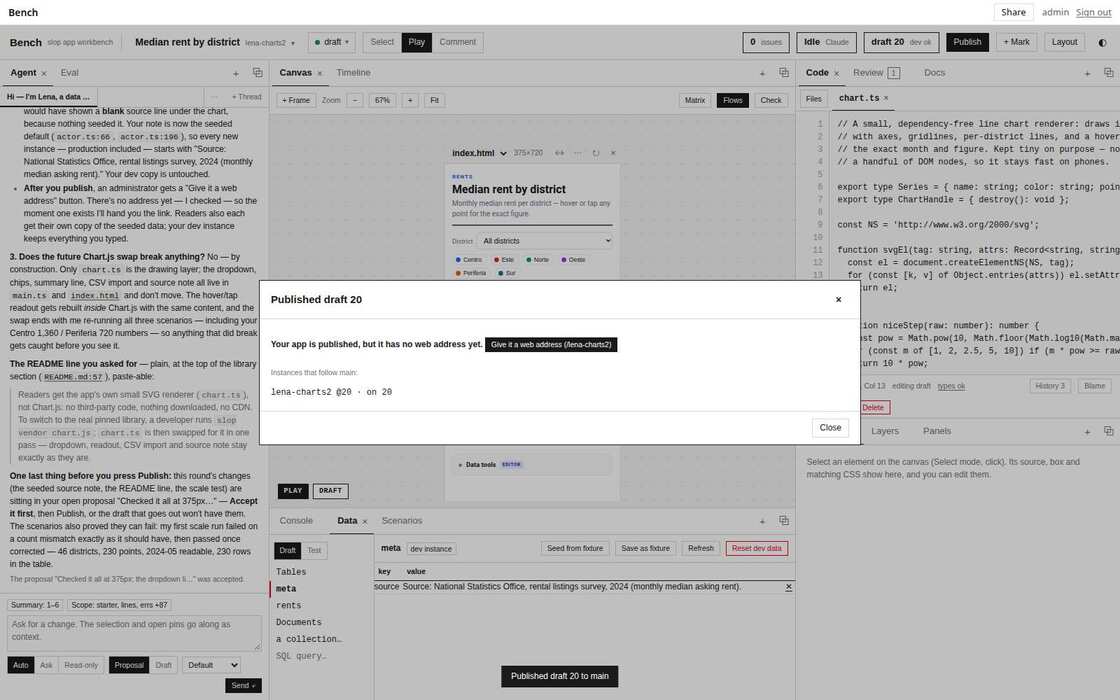 Bench
Share
admin
Sign out
Bench slop app workbench
Median rent by district lena-charts2
draft
Select Play Comment
0 issues
Idle Claude
draft 20 dev ok
Publish
+ Mark
Layout
Agent × Eval
+
Canvas × Timeline
+
Code × Review 1 Docs
+
Hi — I'm Lena, a data ...
...
+ Thread
would have shown a blank source line under the chart,
because nothing seeded it. Your note is now the seeded
default ( actor.ts:66 , actor.ts:196 ), so every new
instance — production included — starts with "Source:
National Statistics Office, rental listings survey, 2024 (monthly
median asking rent)." Your dev copy is untouched.
• After you publish, an administrator gets a "Give it a web
address" button. There's no address yet — I checked — so the
moment one exists I'll hand you the link. Readers also each
get their own copy of the seeded data; your dev instance
keeps everything you typed.
3. Does the future Chart.js swap break anything? No — by
construction. Only chart.ts is the drawing layer; the dropdown,
chips, summary line, CSV import and source note all live in
main.ts and index.html and don't move. The hover/tap
readout gets rebuilt inside Chart.js with the same content, and the
swap ends with me re-running all three scenarios — including your
Centro 1,360 / Periferia 720 numbers — so anything that did break
gets caught before you see it.
The README line you asked for — plain, at the top of the library
section ( README.md:57 ), paste-able:
Readers get the app's own small SVG renderer ( chart.ts ),
not Chart.js: no third-party code, nothing downloaded, no CDN.
To switch to the real pinned library, a developer runs slop
vendor chart.js ; chart.ts is then swapped for it in one
pass — dropdown, readout, CSV import and source note stay
exactly as they are.
One last thing before you press Publish: this round's changes
(the seeded source note, the README line, the scale test) are
sitting in your open proposal "Checked it all at 375px…" — Accept
it first, then Publish, or the draft that goes out won't have them.
The scenarios also proved they can fail: my first scale run failed on
a count mismatch exactly as it should have, then passed once
corrected — 46 districts, 230 points, 2024-05 readable, 230 rows
in the table.
The proposal "Checked it all at 375px; the dropdown li…" was accepted.
Summary: 1–6
Scope: starter, lines, errs +87
Ask for a change. The selection and open pins go along as
context.
Auto Ask Read-only
Proposal Draft
Default
Send
+ Frame Zoom − 67% + Fit
Matrix Flows Check
index.html 375×720 ... ×
RENTS
Median rent by district
Monthly median rent per district — hover or tap any
point for the exact figure.
District All districts
Centro Este Norte Oeste
Periferia Sur
Data tools EDITOR
PLAY DRAFT
Published draft 20
×
Your app is published, but it has no web address yet. Give it a web address (/lena-charts2)
Instances that follow main:
lena-charts2 @20 · on 20
Close
Console Data × Scenarios
+
Draft Test
Tables
meta
rents
Documents
a collection…
SQL query…
meta dev instance
Seed from fixture
Save as fixture
Refresh
Reset dev data
key value
source Source: National Statistics Office, rental listings survey, 2024 (monthly median asking rent).
×
Published draft 20 to main
Files
chart.ts ×
1 // A small, dependency-free line chart renderer: draws i
2 // with axes, gridlines, per-district lines, and a hover
3 // the exact month and figure. Kept tiny on purpose — no
4 // a handful of DOM nodes, so it stays fast on phones.
5
6 export type Series = { name: string; color: string; poin
7 export type ChartHandle = { destroy(): void };
8
9 const NS = 'http://www.w3.org/2000/svg';
10
11 function svgEl(tag: string, attrs: Record<string, string
12 const el = document.createElementNS(NS, tag);
13 for (const [k, v] of Object.entries(attrs)) el.setAttr
turn el;
tion niceStep(raw: number): number {
st pow = Math.pow(10, Math.floor(Math.log10(Math.ma
(const m of [1, 2, 2.5, 5, 10]) if (m * pow >= raw
turn 10 * pow;
Col 13 editing draft types ok
History 3
Blame
Delete
Layers Panels
+
Select an element on the canvas (Select mode, click). Its source, box and
matching CSS show here, and you can edit them.